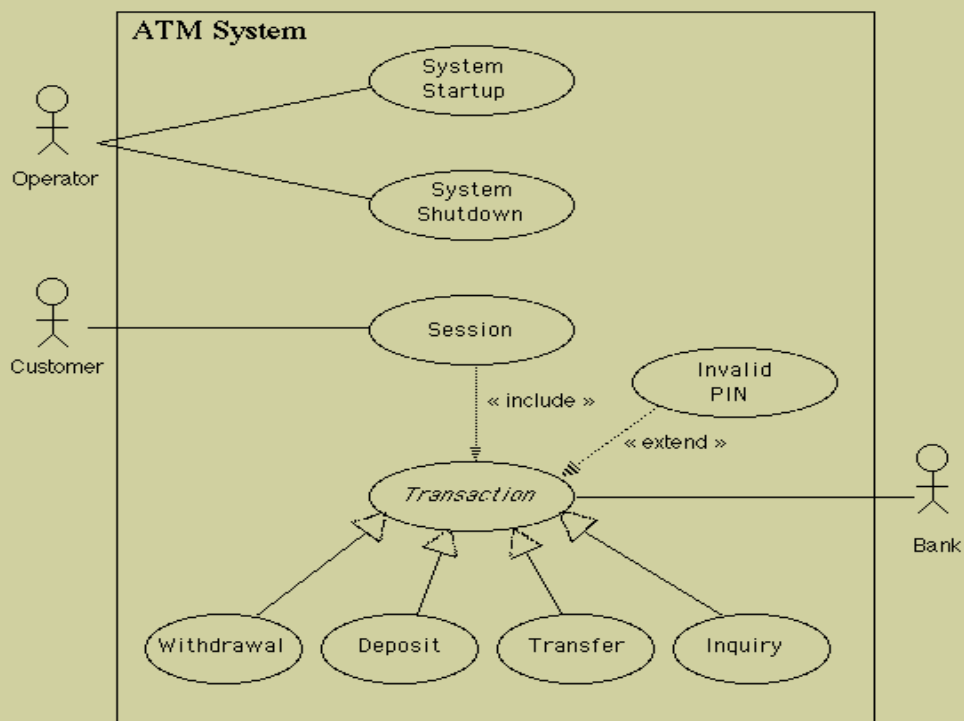 ATM System
System
Startup
Operator
System
Shutdown
Customer
Session
Invalid
PIN
« include »
« extend »
Transaction
Bank
Withdrawal
Deposit
Transfer
Inquiry